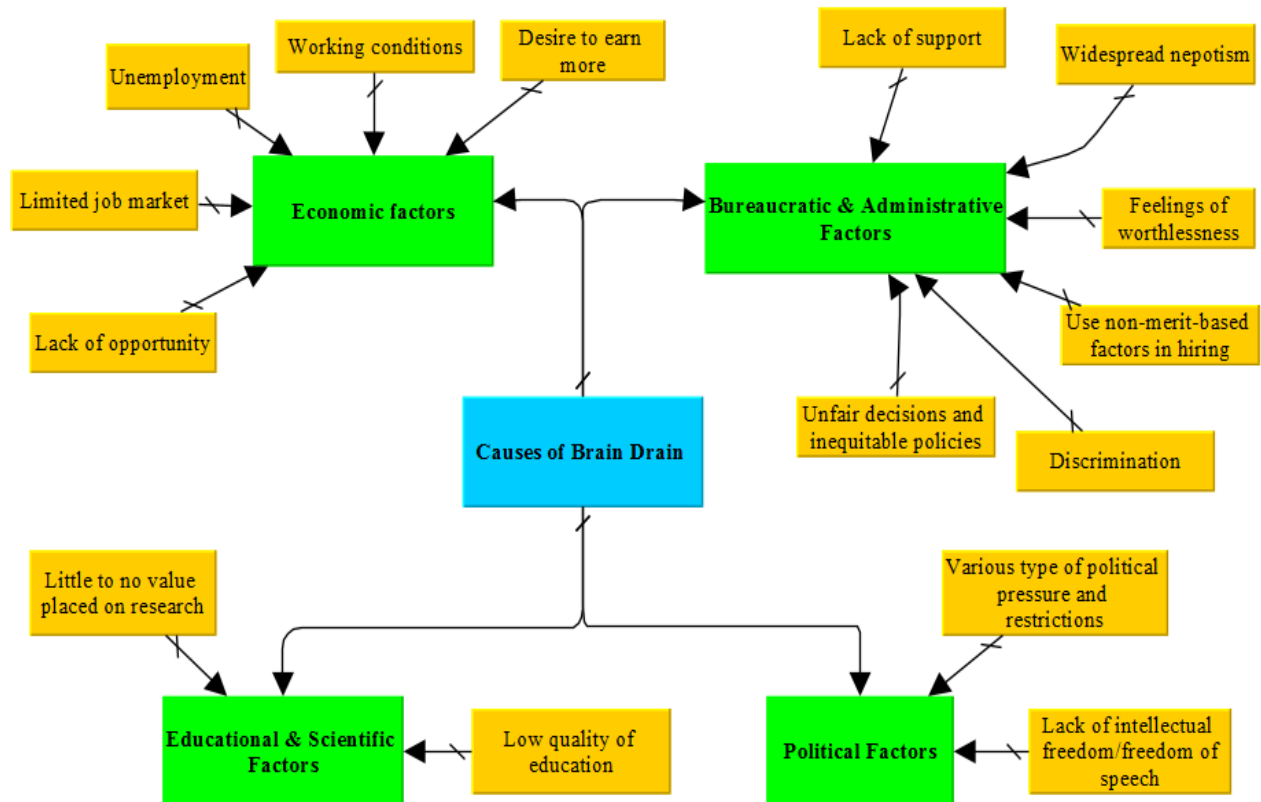 Unemployment
Working conditions
Desire to earn
more
Limited job market
Economic factors
Lack of opportunity
Lack of support
Widespread nepotism
Bureaucratic & Administrative
Factors
Feelings of
worthlessness
Use non-merit-based
factors in hiring
Unfair decisions and
inequitable policies
Discrimination
Causes of Brain Drain
Little to no value
placed on research
Educational & Scientific
Factors
Low quality of
education
Various type of political
pressure and
restrictions
Political Factors
Lack of intellectual
freedom/freedom of
speech